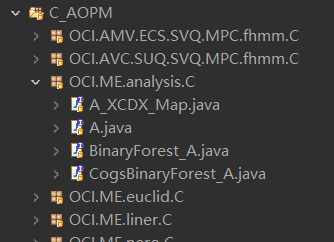 C_AOPM
OCI.AMV.ECS.SVQ.MPC.fhmm.C
OCI.AVC.SUQ.SVQ.MPC.fhmm.C
OCI.ME.analysis.C
A_XCDX_Map.java
A.java
BinaryForest_A.java
CogsBinaryForest_A.java
OCI.ME.euclid.C
OCI.ME.liner.C